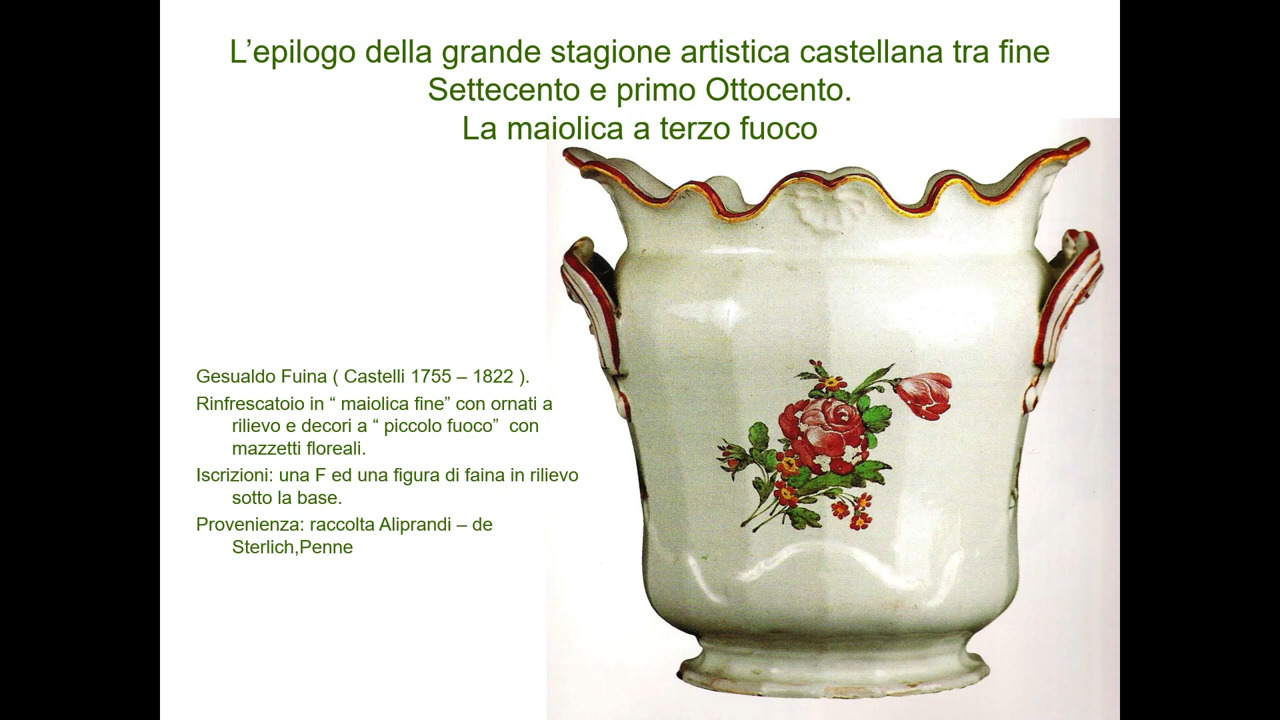 L’epilogo della grande stagione artistica castellana tra fine
Settecento e primo Ottocento.
La maiolica a terzo fuoco
Gesualdo Fuina ( Castelli 1755 – 1822 ).
Rinfrescatoio in “ maiolica fine” con ornati a
rilievo e decori a “ piccolo fuoco”  con
mazzetti floreali.
Iscrizioni: una F ed una figura di faina in rilievo
sotto la base.
Provenienza: raccolta Aliprandi – de
Sterlich,Penne